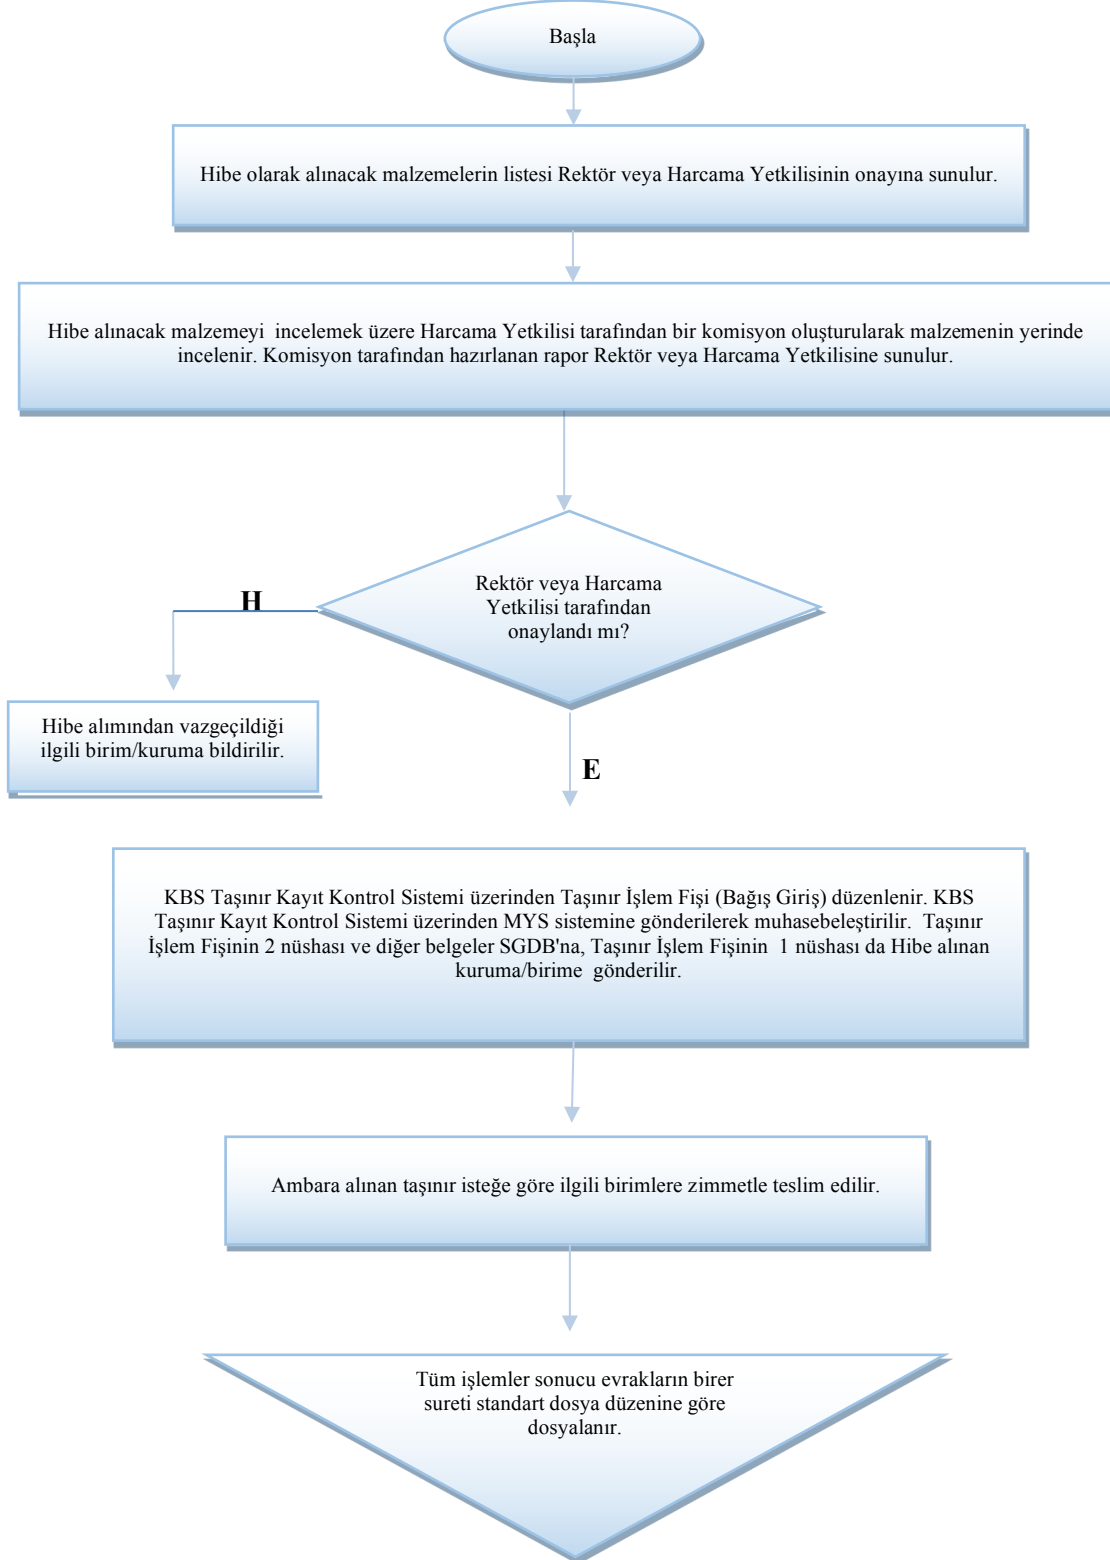 Başla
Hibe olarak alınacak malzemelerin listesi Rektör veya Harcama Yetkilisinin onayına sunulur.
Hibe alınacak malzemeyi incelemek üzere Harcama Yetkilisi tarafından bir komisyon oluşturularak malzemenin yerinde
incelenir. Komisyon tarafından hazırlanan rapor Rektör veya Harcama Yetkilisine sunulur.
Rektör veya Harcama
Yetkilisi tarafından
onaylandı mı?
H
Hibe alımından vazgeçildiği
ilgili birim/kuruma bildirilir.
E
KBS Taşınır Kayıt Kontrol Sistemi üzerinden Taşınır İşlem Fişi (Bağış Giriş) düzenlenir. KBS
Taşınır Kayıt Kontrol Sistemi üzerinden MYS sistemine gönderilerek muhasebeleştirilir. Taşınır
İşlem Fişinin 2 nüshası ve diğer belgeler SGDB'na, Taşınır İşlem Fişinin 1 nüshası da Hibe alınan
kuruma/birime gönderilir.
Ambara alınan taşınır isteğe göre ilgili birimlere zimmetle teslim edilir.
Tüm işlemler sonucu evrakların birer
sureti standart dosya düzenine göre
dosyalanır.